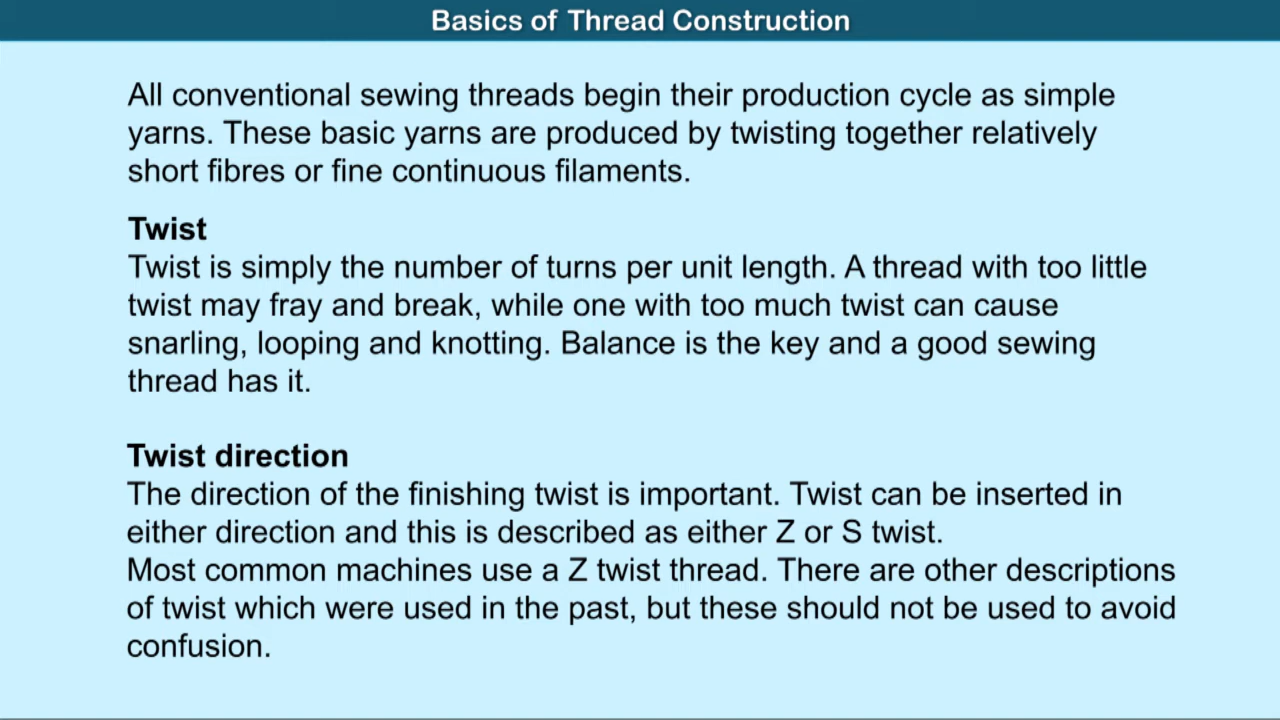 Basics of Thread Construction
All conventional sewing threads begin their production cycle as simple
yarns. These basic yarns are produced by twisting together relatively
short fibres or fine continuous filaments.
Twist
Twist is simply the number of turns per unit length. A thread with too little
twist may fray and break, while one with too much twist can cause
snarling, looping and knotting. Balance is the key and a good sewing
thread has it.
Twist direction
The direction of the finishing twist is important. Twist can be inserted in
either direction and this is described as either Z or S twist.
Most common machines use a Z twist thread. There are other descriptions
of twist which were used in the past, but these should not be used to avoid
confusion.